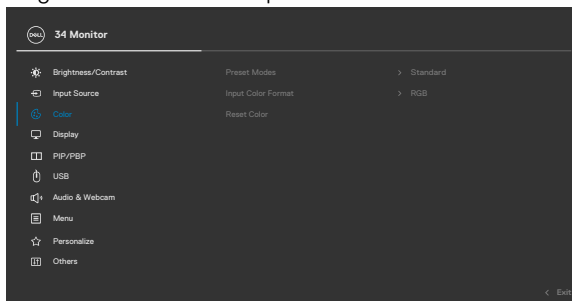 DELL 34 Monitor
Brightness/Contrast Preset Modes > Standard
Input Source Input Color Format > RGB
Color Reset Color
Display
PIP/PBP
USB
Audio & Webcam
Menu
Personalize
Others
< Exit